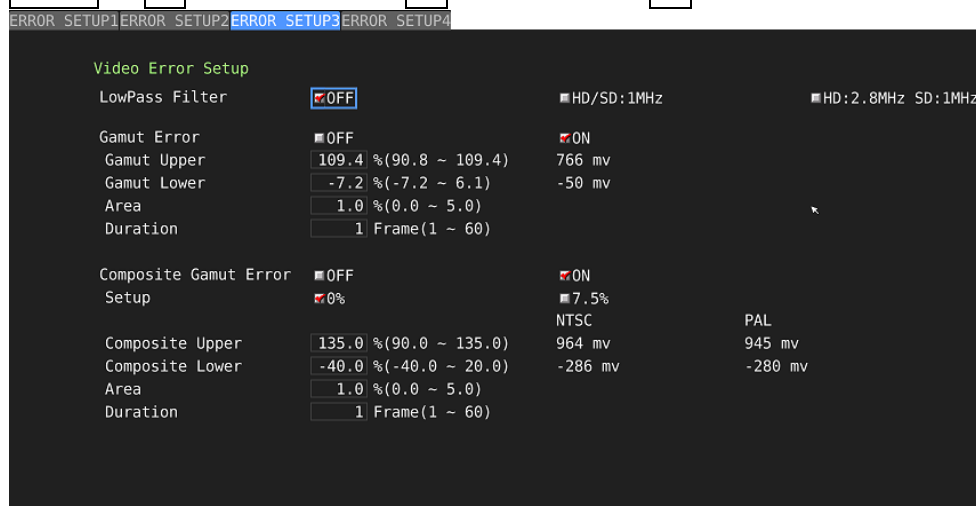 ERROR SETUP1 ERROR SETUP2 ERROR SETUP3 ERROR SETUP4
Video Error Setup
LowPass Filter OFF HD/SD:1MHz HD:2.8MHz SD:1MHz
Gamut Error OFF ON
Gamut Upper 109.4 %(90.8 ~ 109.4) 766 mv
Gamut Lower -7.2 %(-7.2 ~ 6.1) -50 mv
Area 1.0 %(0.0 ~ 5.0)
Duration 1 Frame(1 ~ 60)
Composite Gamut Error OFF ON
Setup 0% 7.5%
NTSC PAL
Composite Upper 135.0 %(90.0 ~ 135.0) 964 mv 945 mv
Composite Lower -40.0 %(-40.0 ~ 20.0) -286 mv -280 mv
Area 1.0 %(0.0 ~ 5.0)
Duration 1 Frame(1 ~ 60)